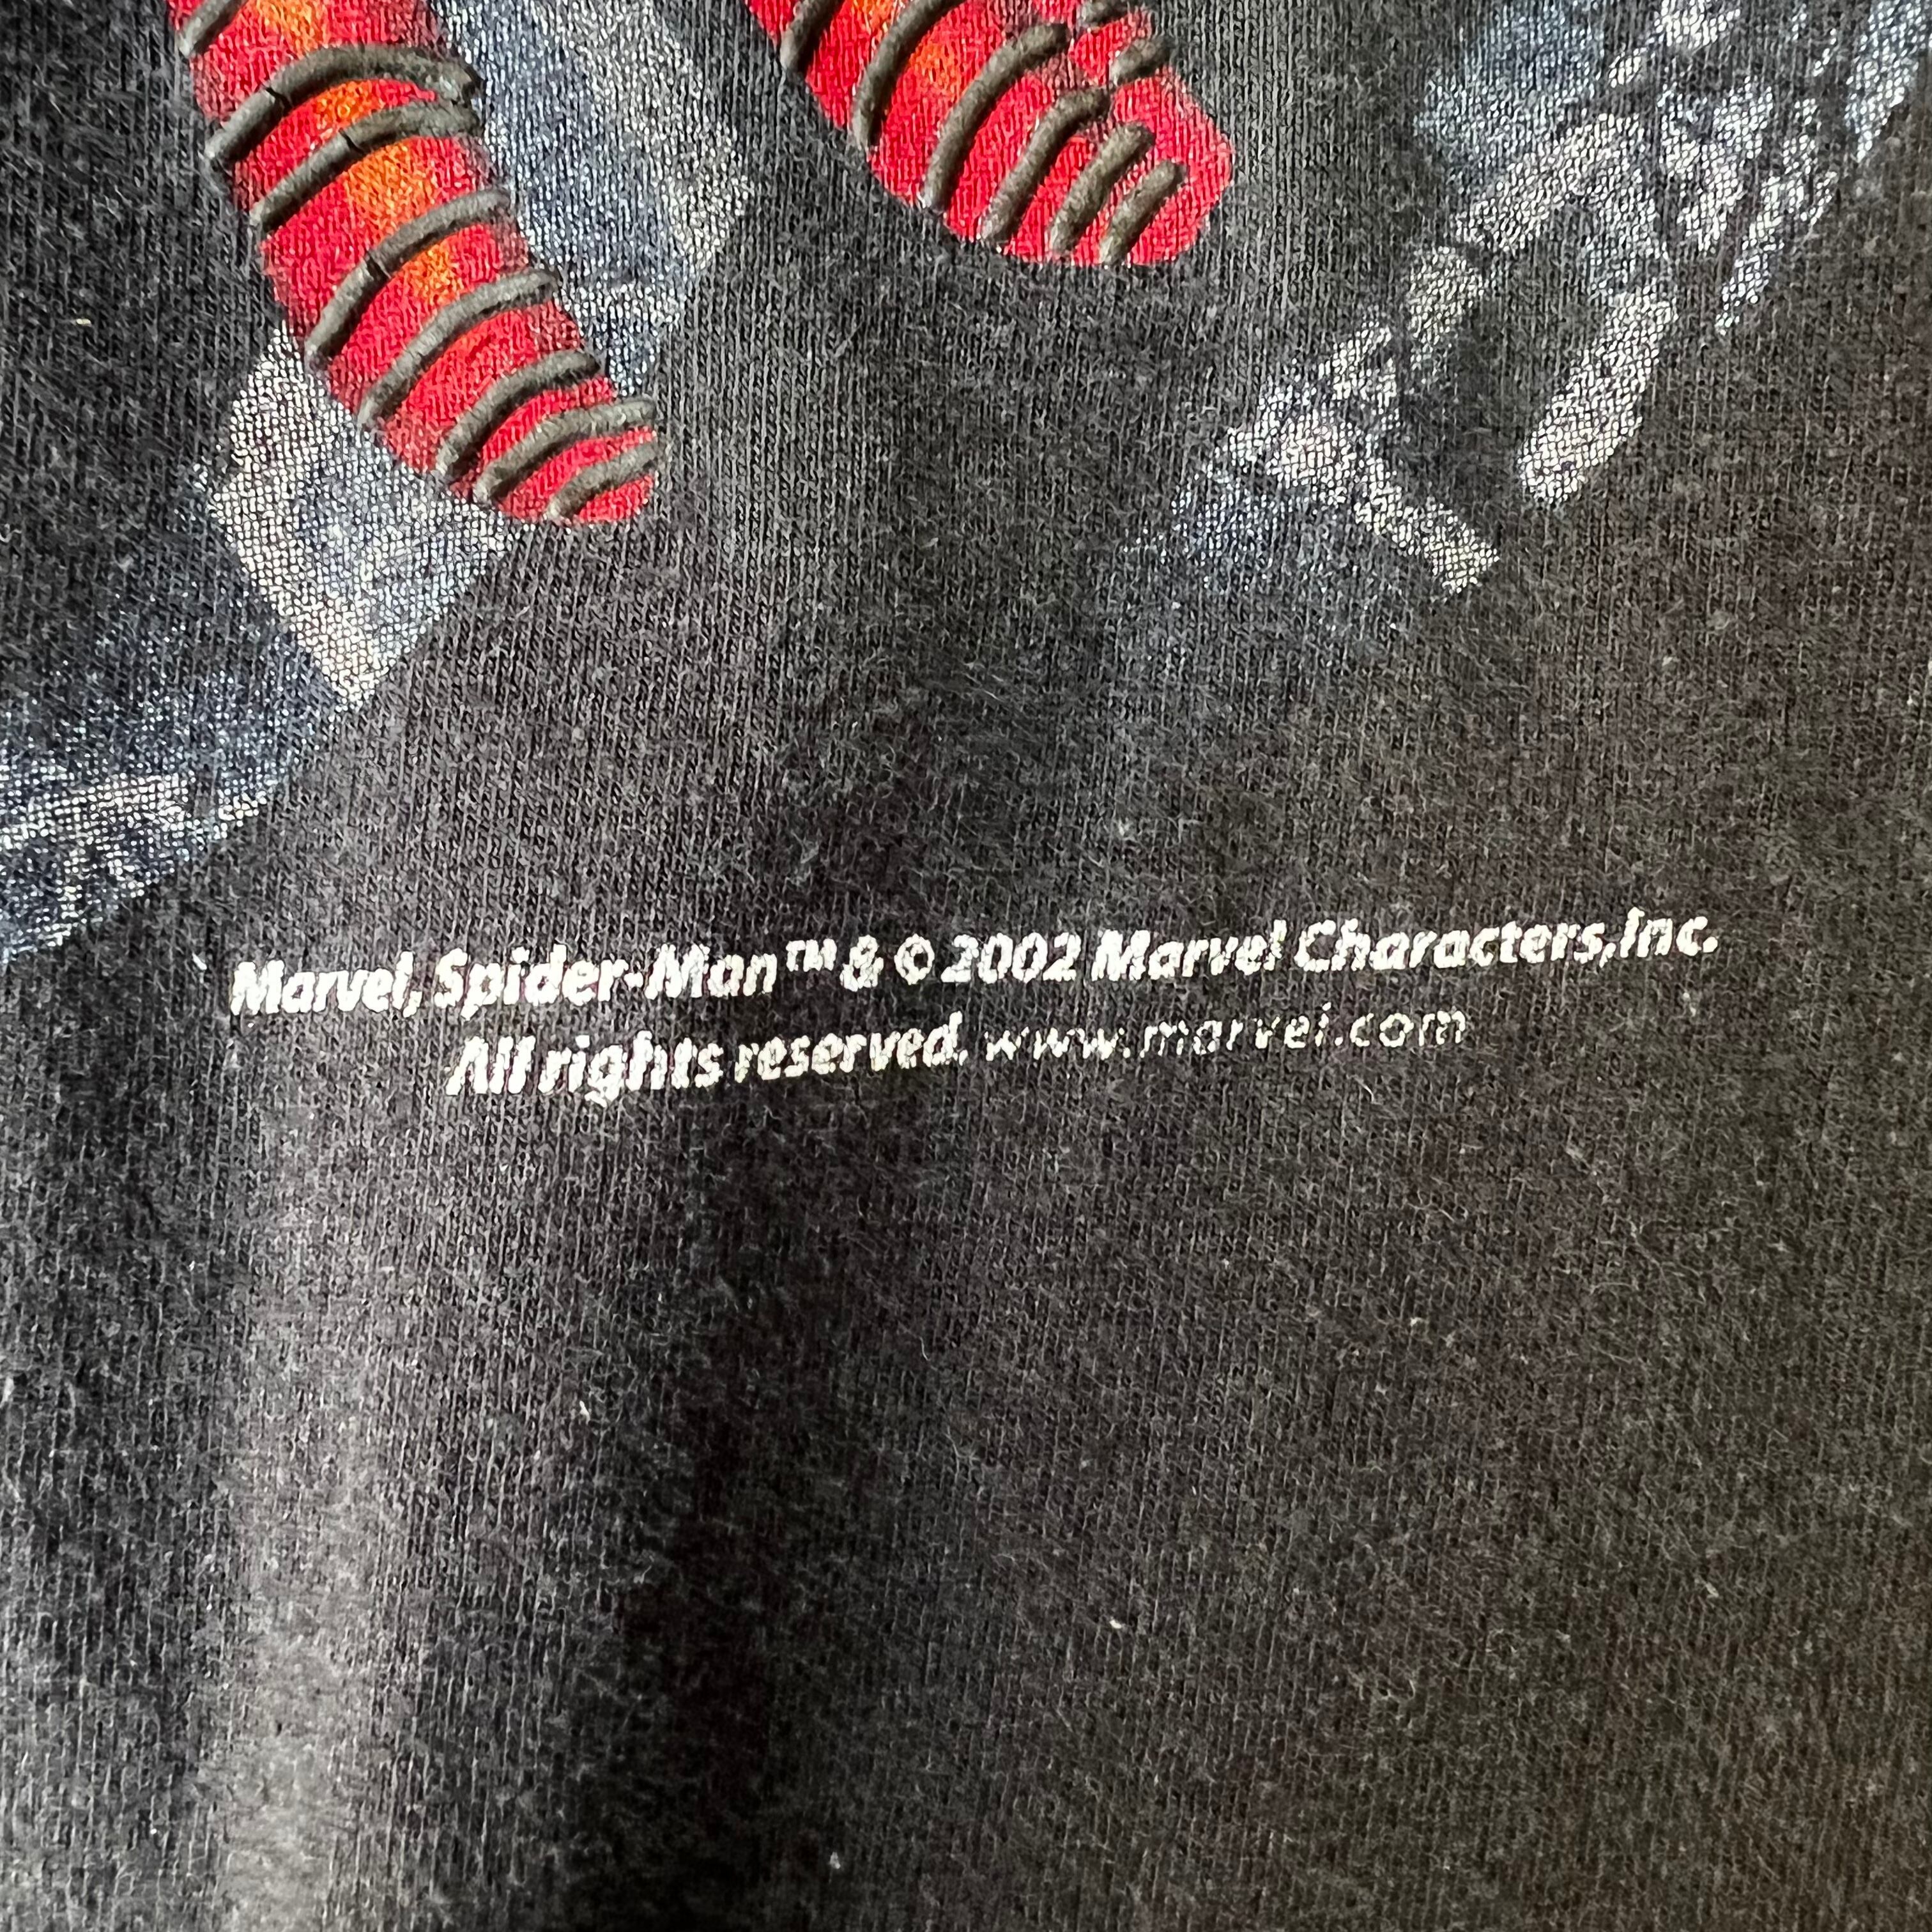 Marvel, Spider-Man™ & © 2002 Marvel Characters, Inc.
All rights reserved. www.marvel.com